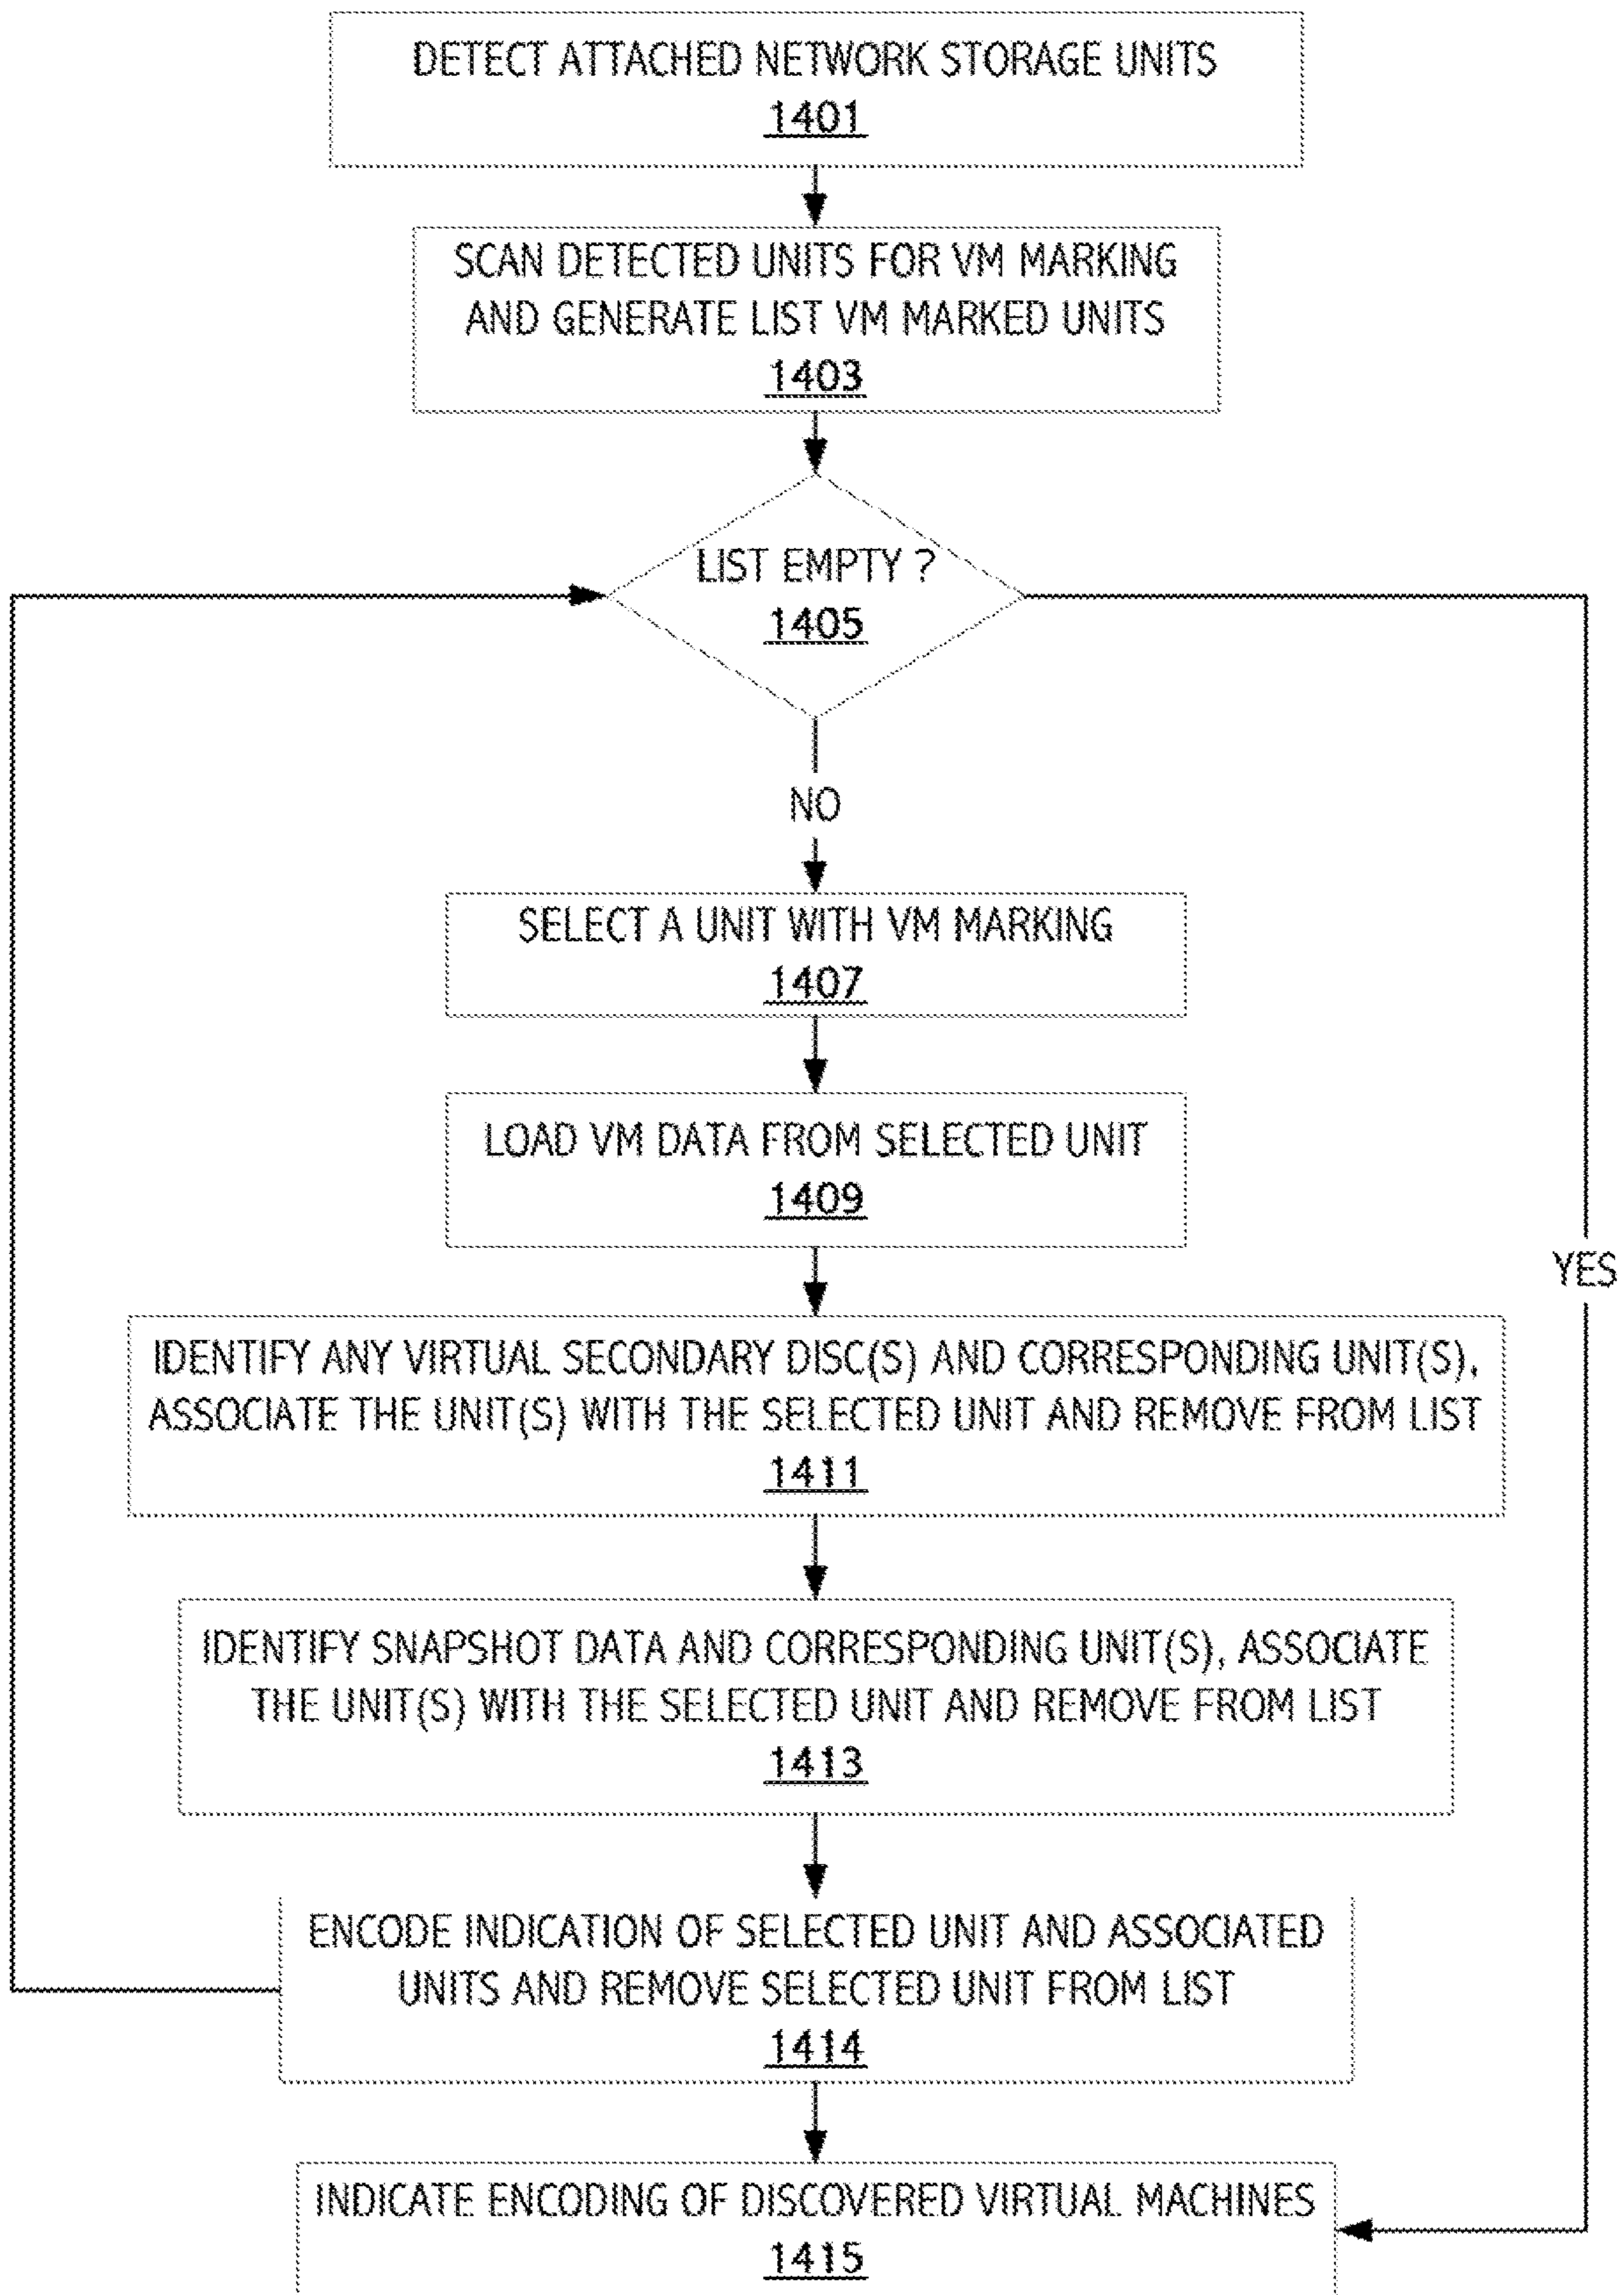 DETECT ATTACHED NETWORK STORAGE UNITS
1401
SCAN DETECTED UNITS FOR VM MARKING
AND GENERATE LIST VM MARKED UNITS
1403
LIST EMPTY ?
1405
NO
SELECT A UNIT WITH VM MARKING
1407
LOAD VM DATA FROM SELECTED UNIT
1409
YES
IDENTIFY ANY VIRTUAL SECONDARY DISC(S) AND CORRESPONDING UNIT(S),
ASSOCIATE THE UNIT(S) WITH THE SELECTED UNIT AND REMOVE FROM LIST
1411
IDENTIFY SNAPSHOT DATA AND CORRESPONDING UNIT(S), ASSOCIATE
THE UNIT(S) WITH THE SELECTED UNIT AND REMOVE FROM LIST
1413
ENCODE INDICATION OF SELECTED UNIT AND ASSOCIATED
UNITS AND REMOVE SELECTED UNIT FROM LIST
1414
INDICATE ENCODING OF DISCOVERED VIRTUAL MACHINES
1415